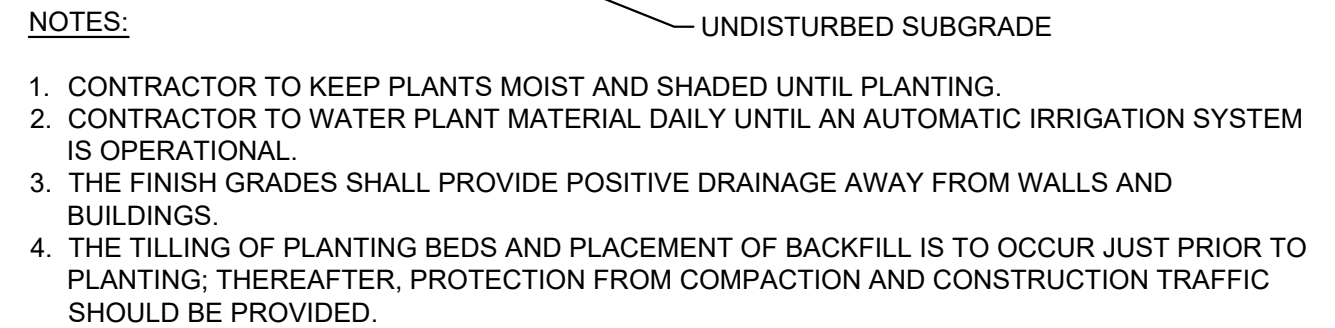 NOTES:
UNDISTURBED SUBGRADE
1. CONTRACTOR TO KEEP PLANTS MOIST AND SHADED UNTIL PLANTING.
2. CONTRACTOR TO WATER PLANT MATERIAL DAILY UNTIL AN AUTOMATIC IRRIGATION SYSTEM
IS OPERATIONAL.
3. THE FINISH GRADES SHALL PROVIDE POSITIVE DRAINAGE AWAY FROM WALLS AND
BUILDINGS.
4. THE TILLING OF PLANTING BEDS AND PLACEMENT OF BACKFILL IS TO OCCUR JUST PRIOR TO
PLANTING; THEREAFTER, PROTECTION FROM COMPACTION AND CONSTRUCTION TRAFFIC
SHOULD BE PROVIDED.